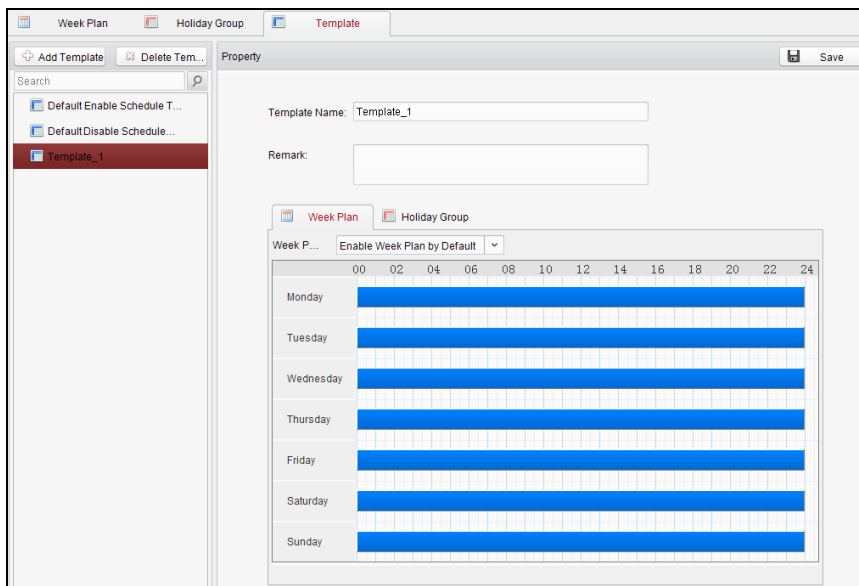 Week Plan Holiday Group Template
Add Template Delete Tem... Property Save
Search
Default Enable Schedule T...
Default Disable Schedule...
Template_1
Template Name: Template_1
Remark:
Week Plan Holiday Group
Week P... Enable Week Plan by Default
00 02 04 06 08 10 12 14 16 18 20 22 24
Monday
Tuesday
Wednesday
Thursday
Friday
Saturday
Sunday